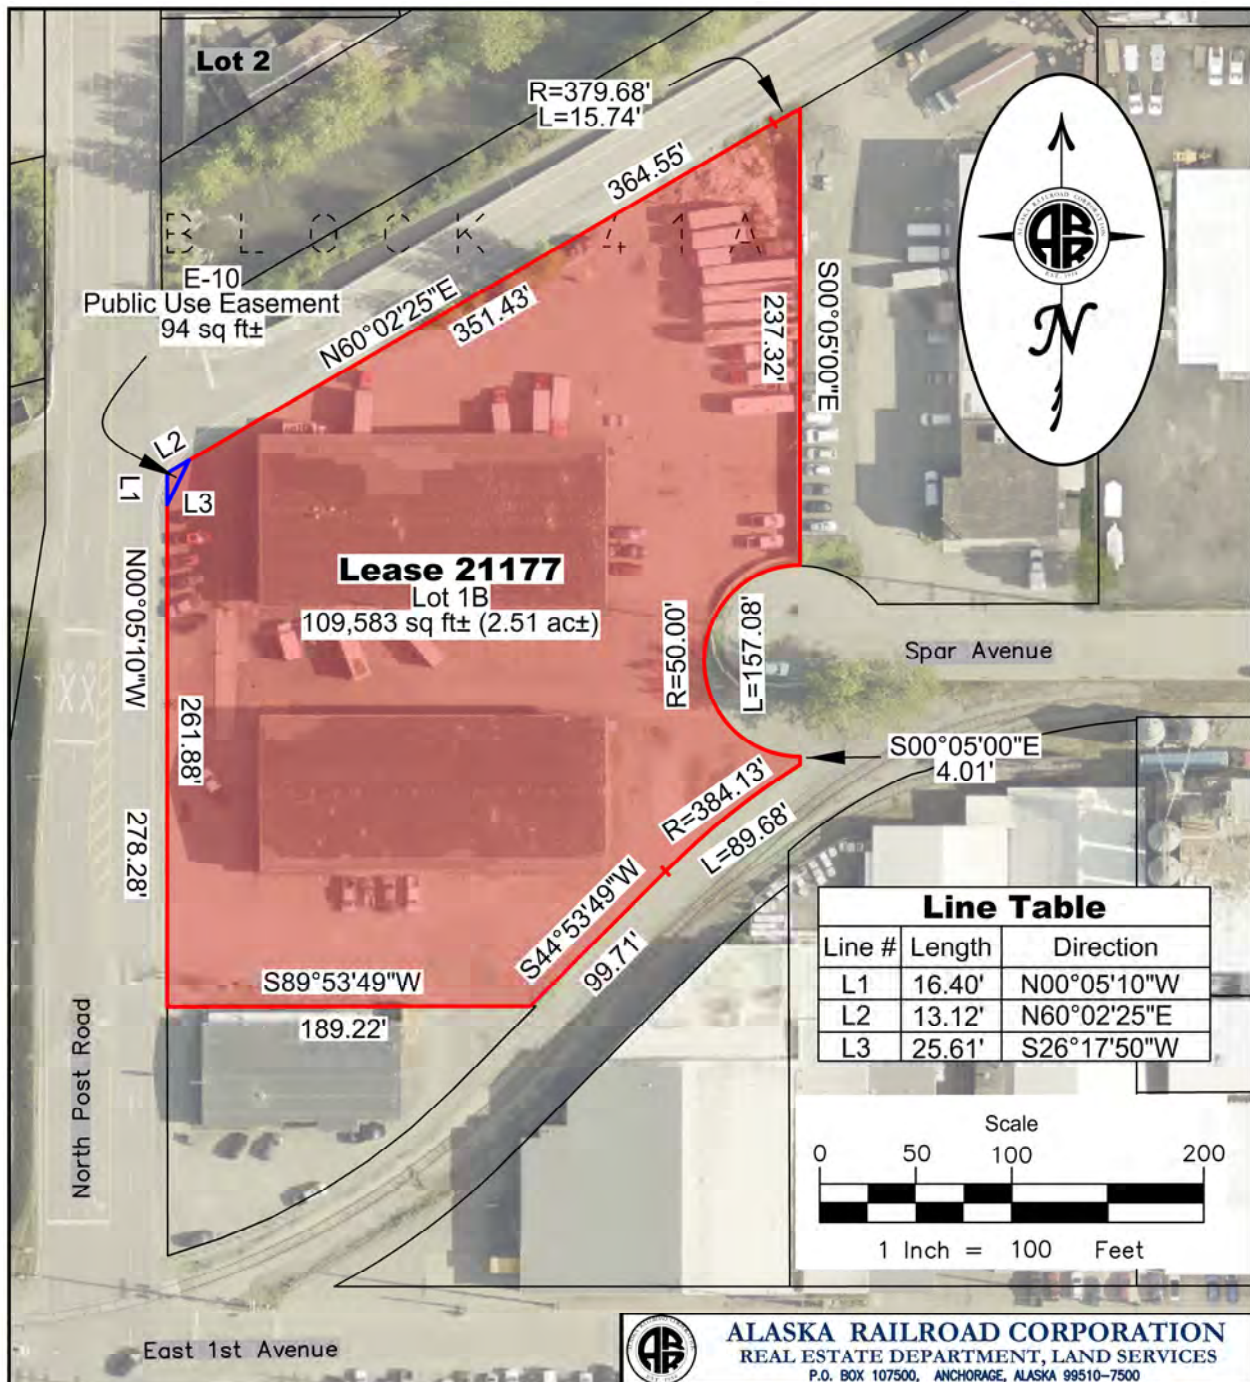 Lot 2
R=379.68'
L=15.74'
364.55'
BLOCK 41A
E-10
Public Use Easement
94 sq ft±
N60°02'25"E
351.43'
S00°05'00"E
237.32'
N
L2
L1
L3
Lease 21177
Lot 1B
109,583 sq ft± (2.51 ac±)
N00°05'10"W
261.88'
278.28'
R=50.00'
L=157.08'
Spar Avenue
S00°05'00"E
4.01'
R=384.13'
L=89.68'
S44°53'49"W
99.71'
S89°53'49"W
189.22'
North Post Road
Line Table
Line # Length Direction
L1 16.40' N00°05'10"W
L2 13.12' N60°02'25"E
L3 25.61' S26°17'50"W
Scale
0 50 100 200
1 Inch = 100 Feet
East 1st Avenue
ALASKA RAILROAD CORPORATION
REAL ESTATE DEPARTMENT, LAND SERVICES
P.O. BOX 107500, ANCHORAGE, ALASKA 99510-7500